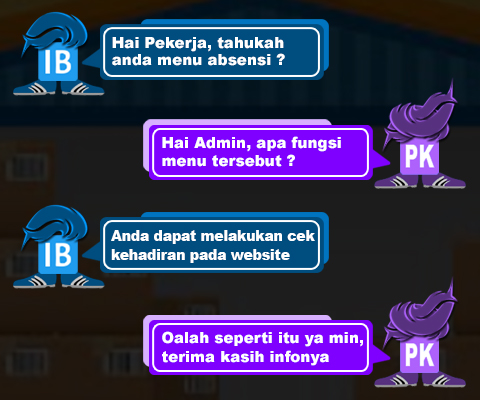 IB
Hai Pekerja, tahukah
anda menu absensi ?
Hai Admin, apa fungsi
menu tersebut ?
PK
IB
Anda dapat melakukan cek
kehadiran pada website
Oalah seperti itu ya min,
terima kasih infonya
PK